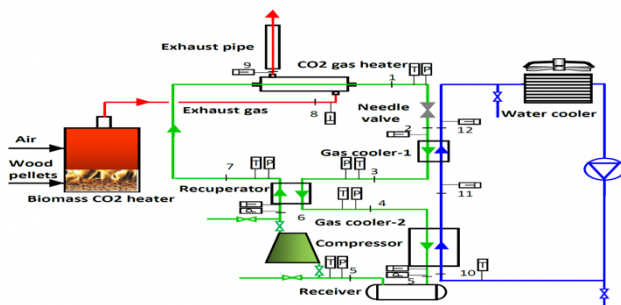 Exhaust pipe
9
CO2 gas heater
1
T P
Exhaust gas
8
T
Needle
valve
2
12
Water cooler
Air
Wood
pellets
Biomass CO2 heater
7
T P
T P
3
Gas cooler-1
Recuperator
T P
4
11
6
Gas cooler-2
Compressor
T P
5
5
10
T
Receiver